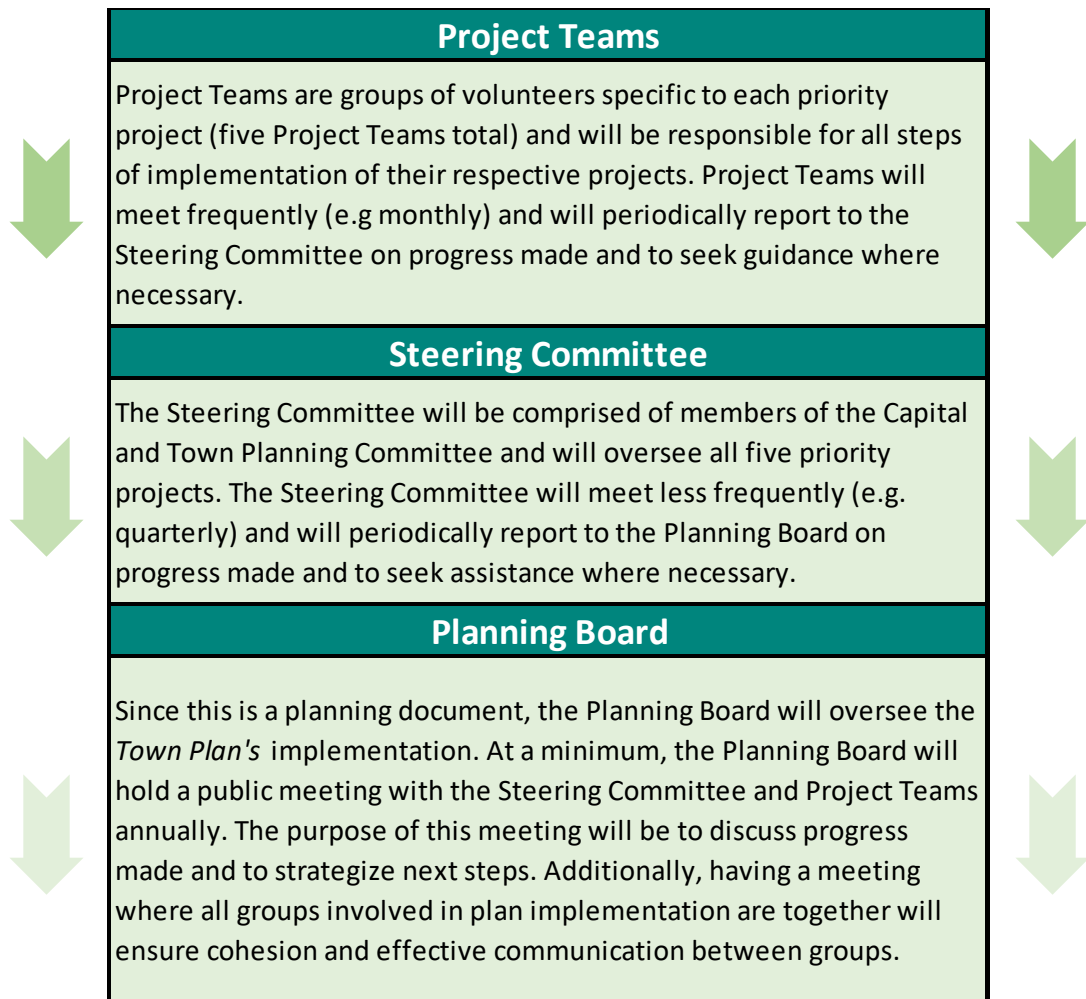 Project Teams
Project Teams are groups of volunteers specific to each priority
project (five Project Teams total) and will be responsible for all steps
of implementation of their respective projects. Project Teams will
meet frequently (e.g monthly) and will periodically report to the
Steering Committee on progress made and to seek guidance where
necessary.
Steering Committee
The Steering Committee will be comprised of members of the Capital
and Town Planning Committee and will oversee all five priority
projects. The Steering Committee will meet less frequently (e.g.
quarterly) and will periodically report to the Planning Board on
progress made and to seek assistance where necessary.
Planning Board
Since this is a planning document, the Planning Board will oversee the
Town Plan's implementation. At a minimum, the Planning Board will
hold a public meeting with the Steering Committee and Project Teams
annually. The purpose of this meeting will be to discuss progress
made and to strategize next steps. Additionally, having a meeting
where all groups involved in plan implementation are together will
ensure cohesion and effective communication between groups.